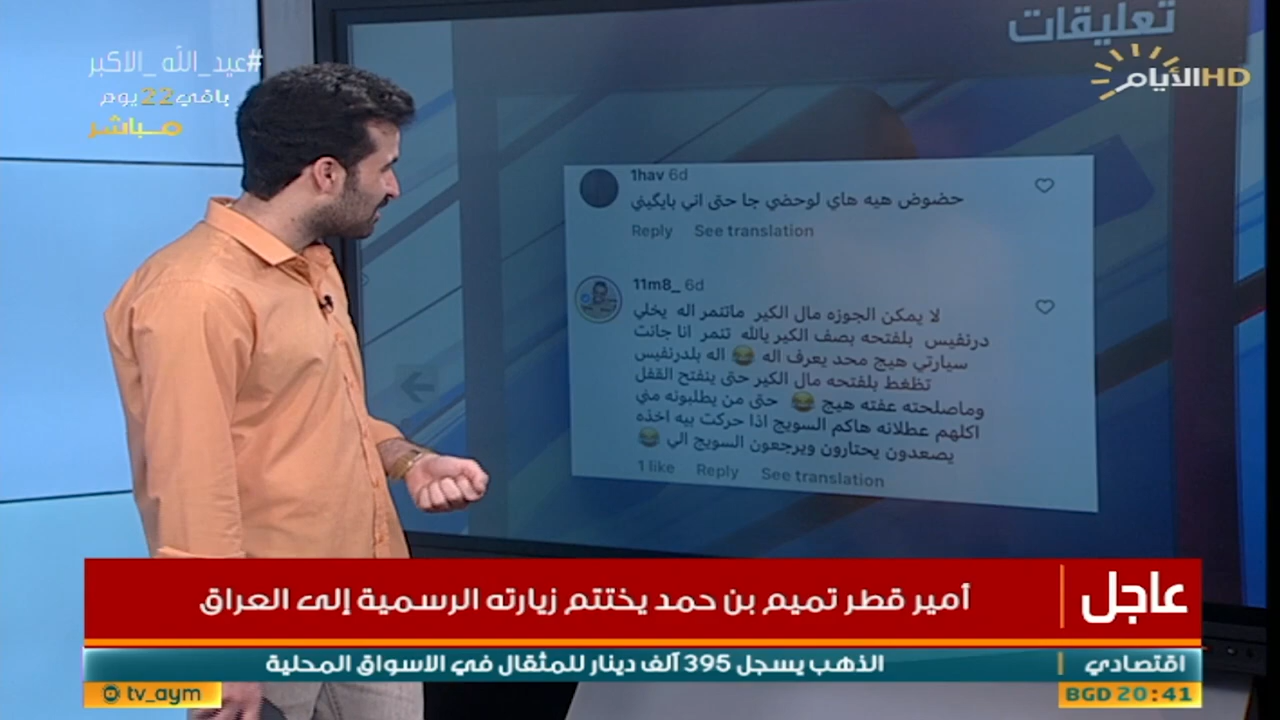 تعليقات
#عيد_الله_الاكبر
باقي 22 يوم
مباشر
الأيام HD
1hav 6d
حضوض هيه هاي لوحضي جا حتى اني بايگيني
Reply See translation
11m8_ 6d
لا يمكن الجوزه مال الكير ماتنمر اله يخلي
درنفيس بلفتحه بصف الكير يالله تنمر انا جانت
سيارتي هيج محد يعرف اله 😂 اله بلدرنفيس
تظغط بلفتحه مال الكير حتى ينفتح القفل
وماصلحته عفته هيج 😂 حتى من يطلبونه مني
اكلهم عطلانه هاكم السويج اذا حركت بيه اخذه
يصعدون يحتارون ويرجعون السويج الي 😂
1 like Reply See translation
عاجل
أمير قطر تميم بن حمد يختتم زيارته الرسمية إلى العراق
اقتصادي
الذهب يسجل 395 ألف دينار للمثقال في الاسواق المحلية
tv_aym
BGD 20:41